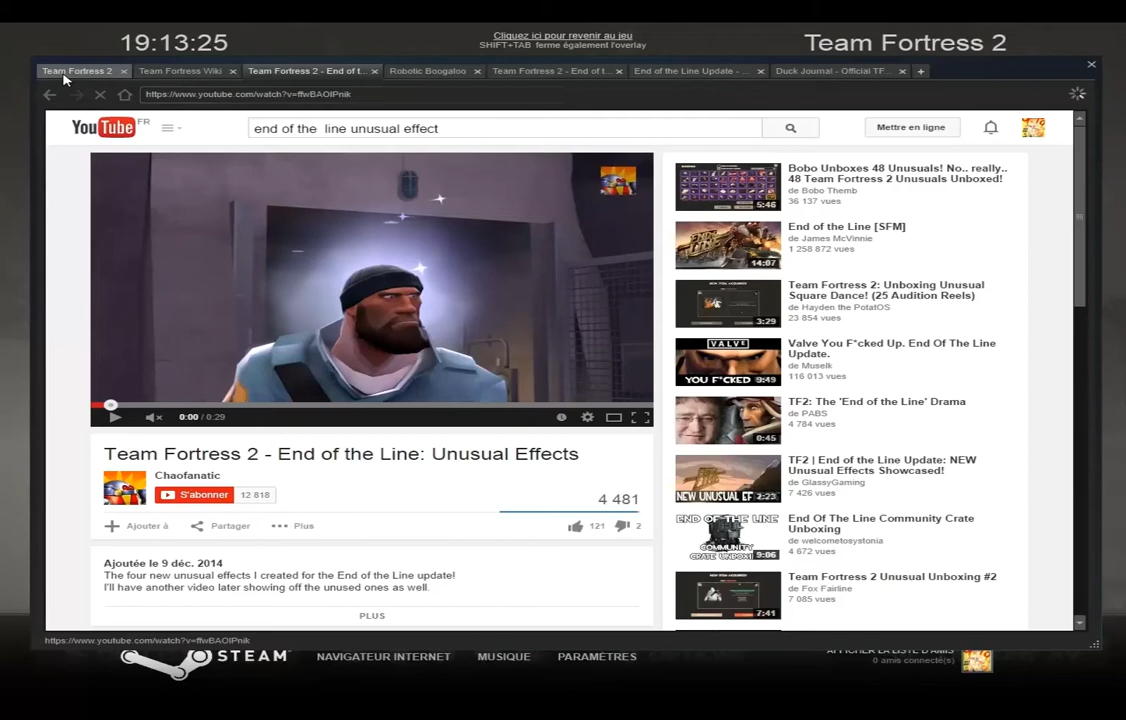 19:13:25
Cliquez ici pour revenir au jeu
SHIFT+TAB ferme également l'overlay
Team Fortress 2
Team Fortress 2
Team Fortress Wiki
Team Fortress 2 - End of t...
Robotic Boogaloo
Team Fortress 2 - End of t...
End of the Line Update - ...
Duck Journal - Official TF...
https://www.youtube.com/watch?v=ffwBAOIPnik
YouTube FR
end of the line unusual effect
Mettre en ligne
0:00 / 0:29
Team Fortress 2 - End of the Line: Unusual Effects
Chaofanatic
S'abonner 12 818
4 481
Ajouter à
Partager
Plus
121
2
Ajoutée le 9 déc. 2014
The four new unusual effects I created for the End of the Line update!
I'll have another video later showing off the unused ones as well.
PLUS
5:46
Bobo Unboxes 48 Unusuals! No.. really..
48 Team Fortress 2 Unusuals Unboxed!
de Bobo Themb
36 137 vues
14:07
End of the Line [SFM]
de James McVinnie
1 258 872 vues
3:29
Team Fortress 2: Unboxing Unusual
Square Dance! (25 Audition Reels)
de Hayden the PotatOS
23 854 vues
VALVE
YOU F*CKED
9:49
Valve You F*cked Up. End Of The Line
Update.
de Muselk
116 013 vues
0:45
TF2: The 'End of the Line' Drama
de PABS
4 784 vues
NEW UNUSUAL EF
2:23
TF2 | End of the Line Update: NEW
Unusual Effects Showcased!
de GlassyGaming
7 426 vues
END OF THE LINE
COMMUNITY
CRATE UNBOXI
9:06
End Of The Line Community Crate
Unboxing
de welcometosystonia
4 672 vues
7:41
Team Fortress 2 Unusual Unboxing #2
de Fox Fairline
7 085 vues
https://www.youtube.com/watch?v=ffwBAOIPnik
STEAM
NAVIGATEUR INTERNET
MUSIQUE
PARAMÈTRES
AFFICHER LA LISTE D'AMIS
0 amis connecté(s)